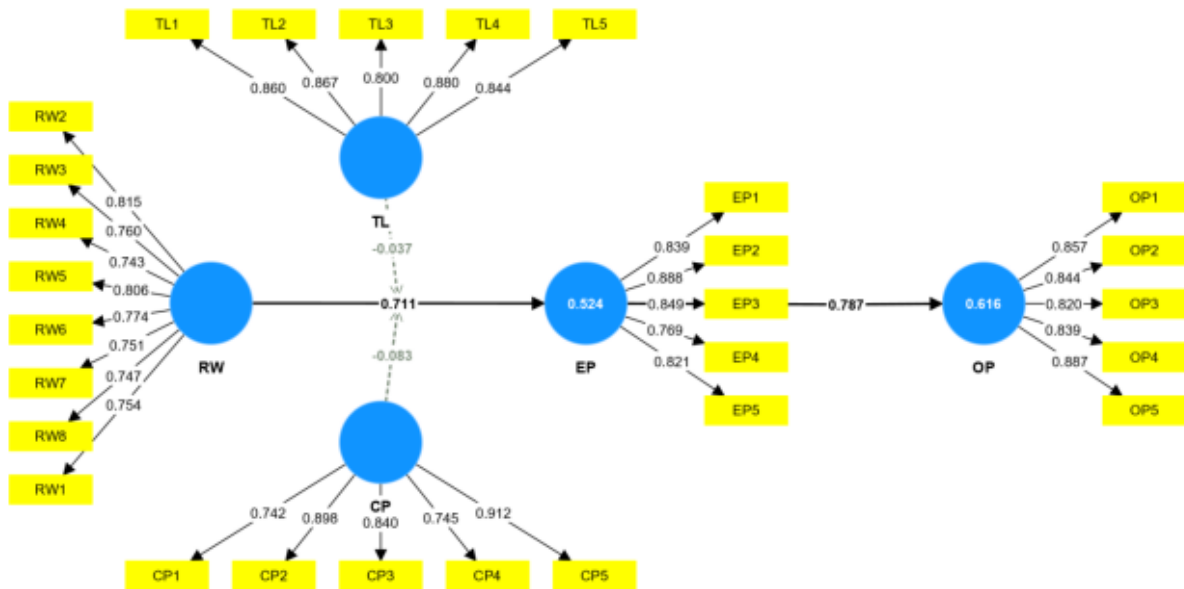 TL1 TL2 TL3 TL4 TL5
0.860 0.867 0.800 0.880 0.844
TL
RW2
RW3
RW4
RW5
RW6
RW7
RW8
RW1
0.815
0.760
0.743
0.806
0.774
0.751
0.747
0.754
RW
-0.037
0.711
-0.083
CP
0.742 0.898 0.840 0.745 0.912
CP1 CP2 CP3 CP4 CP5
0.524
EP
0.839
0.888
0.849
0.769
0.821
EP1
EP2
EP3
EP4
EP5
0.787
0.616
OP
0.857
0.844
0.820
0.839
0.887
OP1
OP2
OP3
OP4
OP5